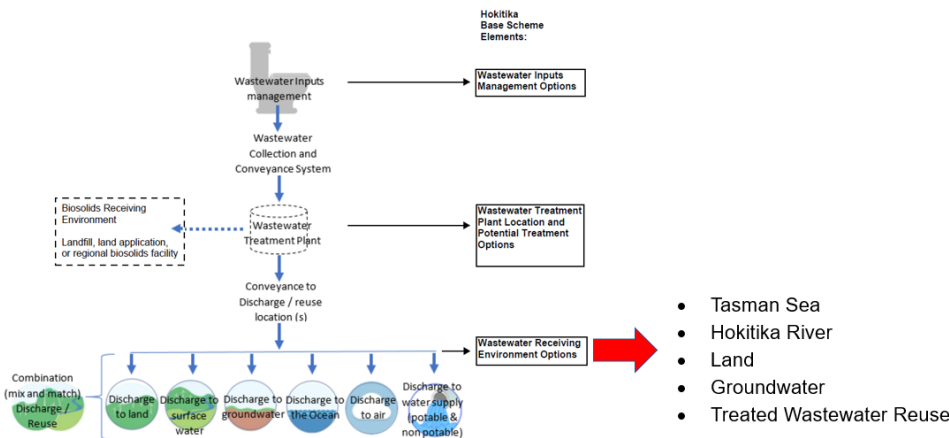 Hokitika
Base Scheme
Elements:
Wastewater Inputs
management
Wastewater Inputs
Management Options
Wastewater
Collection and
Conveyance System
Biosolids Receiving
Environment
Landfill, land application,
or regional biosolids facility
Wastewater
Treatment Plant
Wastewater Treatment
Plant Location and
Potential Treatment
Options
Conveyance to
Discharge / reuse
location (s)
Wastewater Receiving
Environment Options
• Tasman Sea
• Hokitika River
• Land
• Groundwater
• Treated Wastewater Reuse
Combination
(mix and match)
Discharge /
Reuse
Discharge
to land
Discharge to
surface
water
Discharge to
groundwater
Discharge to
the Ocean
Discharge
to air
Discharge to
water supply
(potable &
non potable)